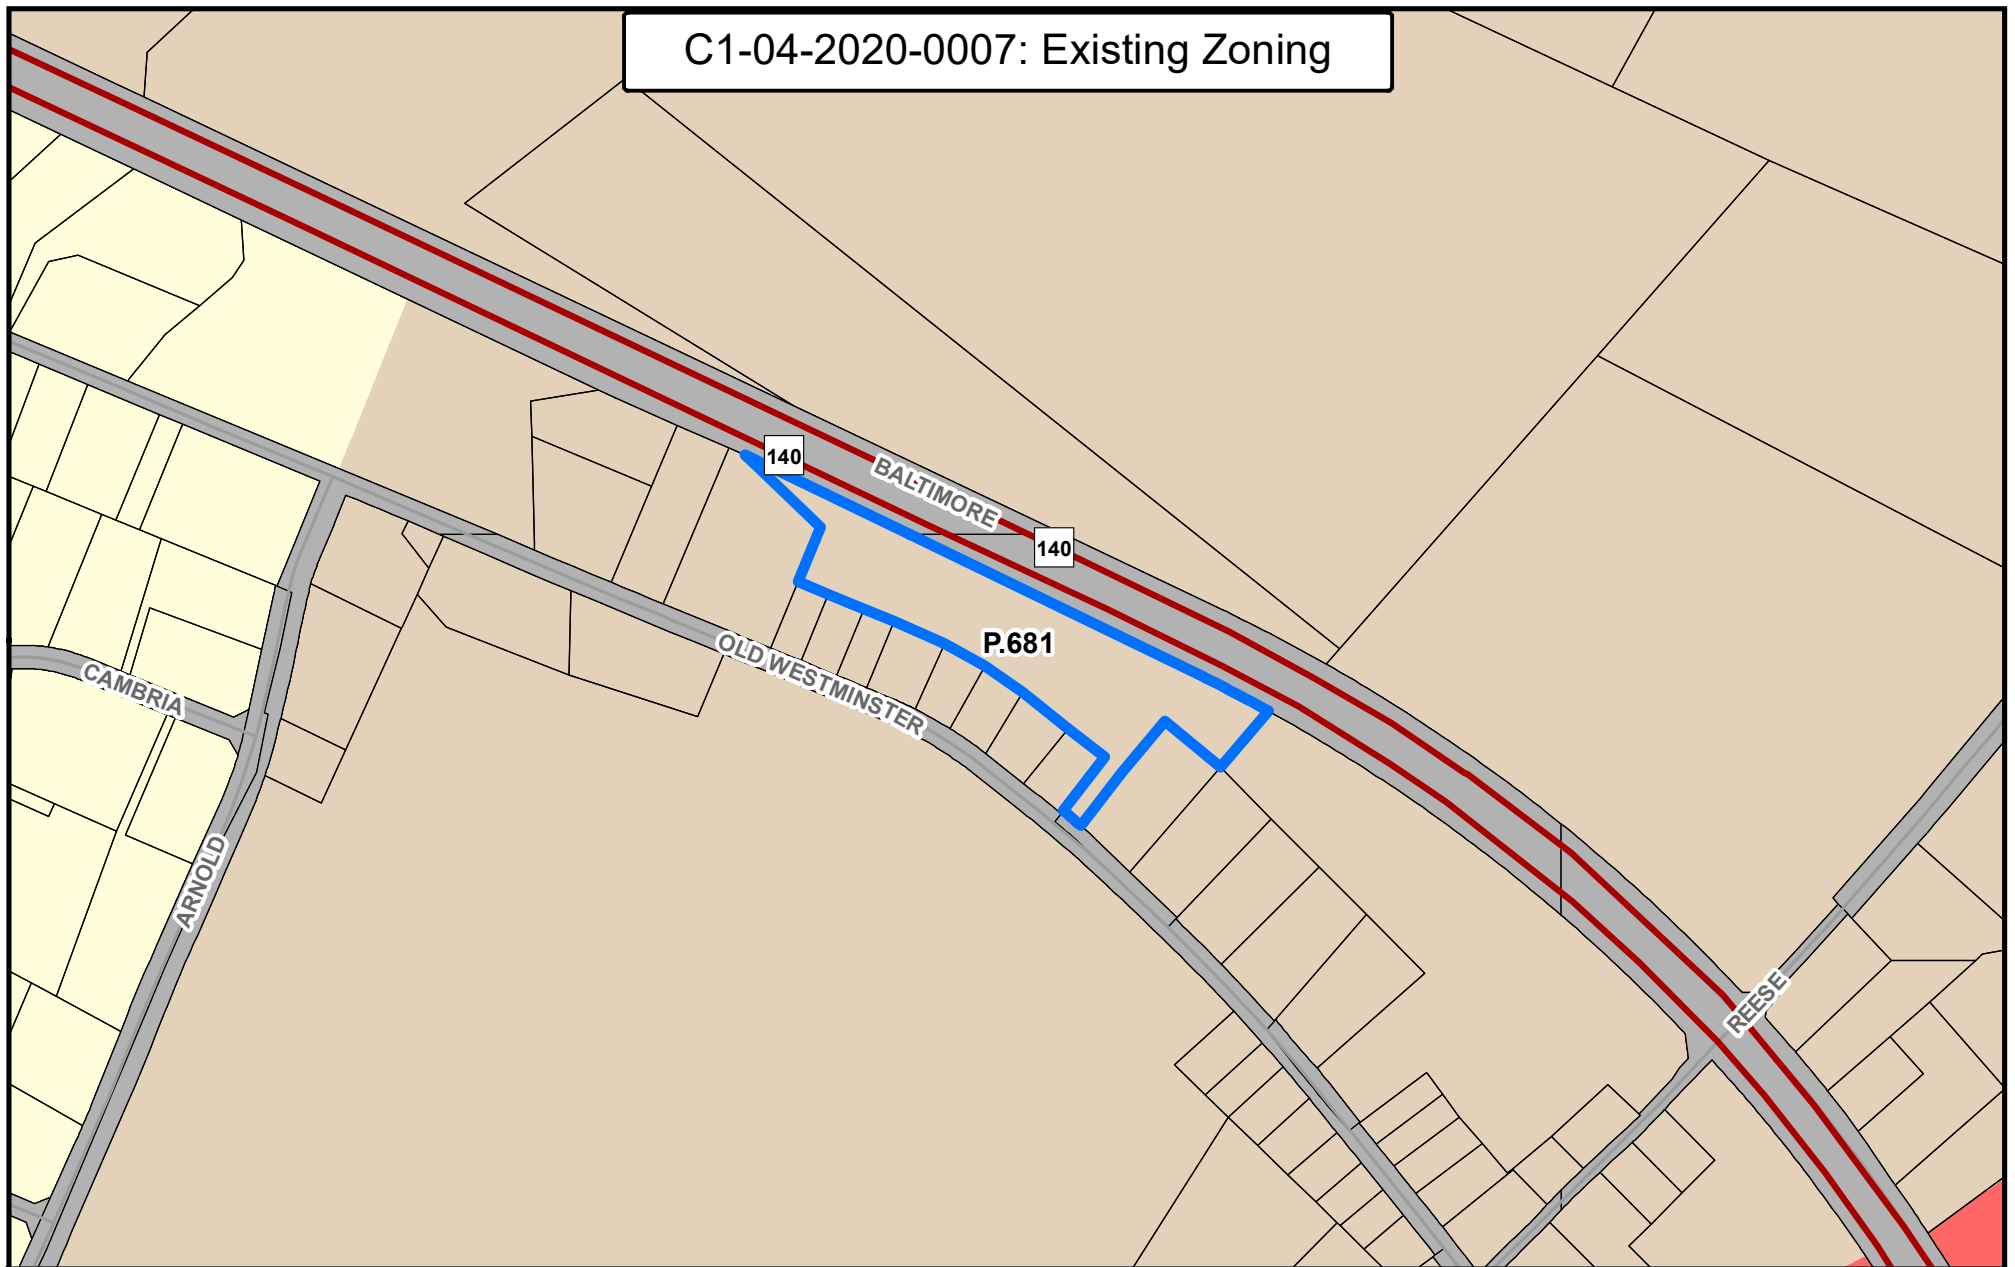 C1-04-2020-0007: Existing Zoning
140
BALTIMORE
140
P.681
OLD WESTMINSTER
CAMBRIA
ARNOLD
REESE